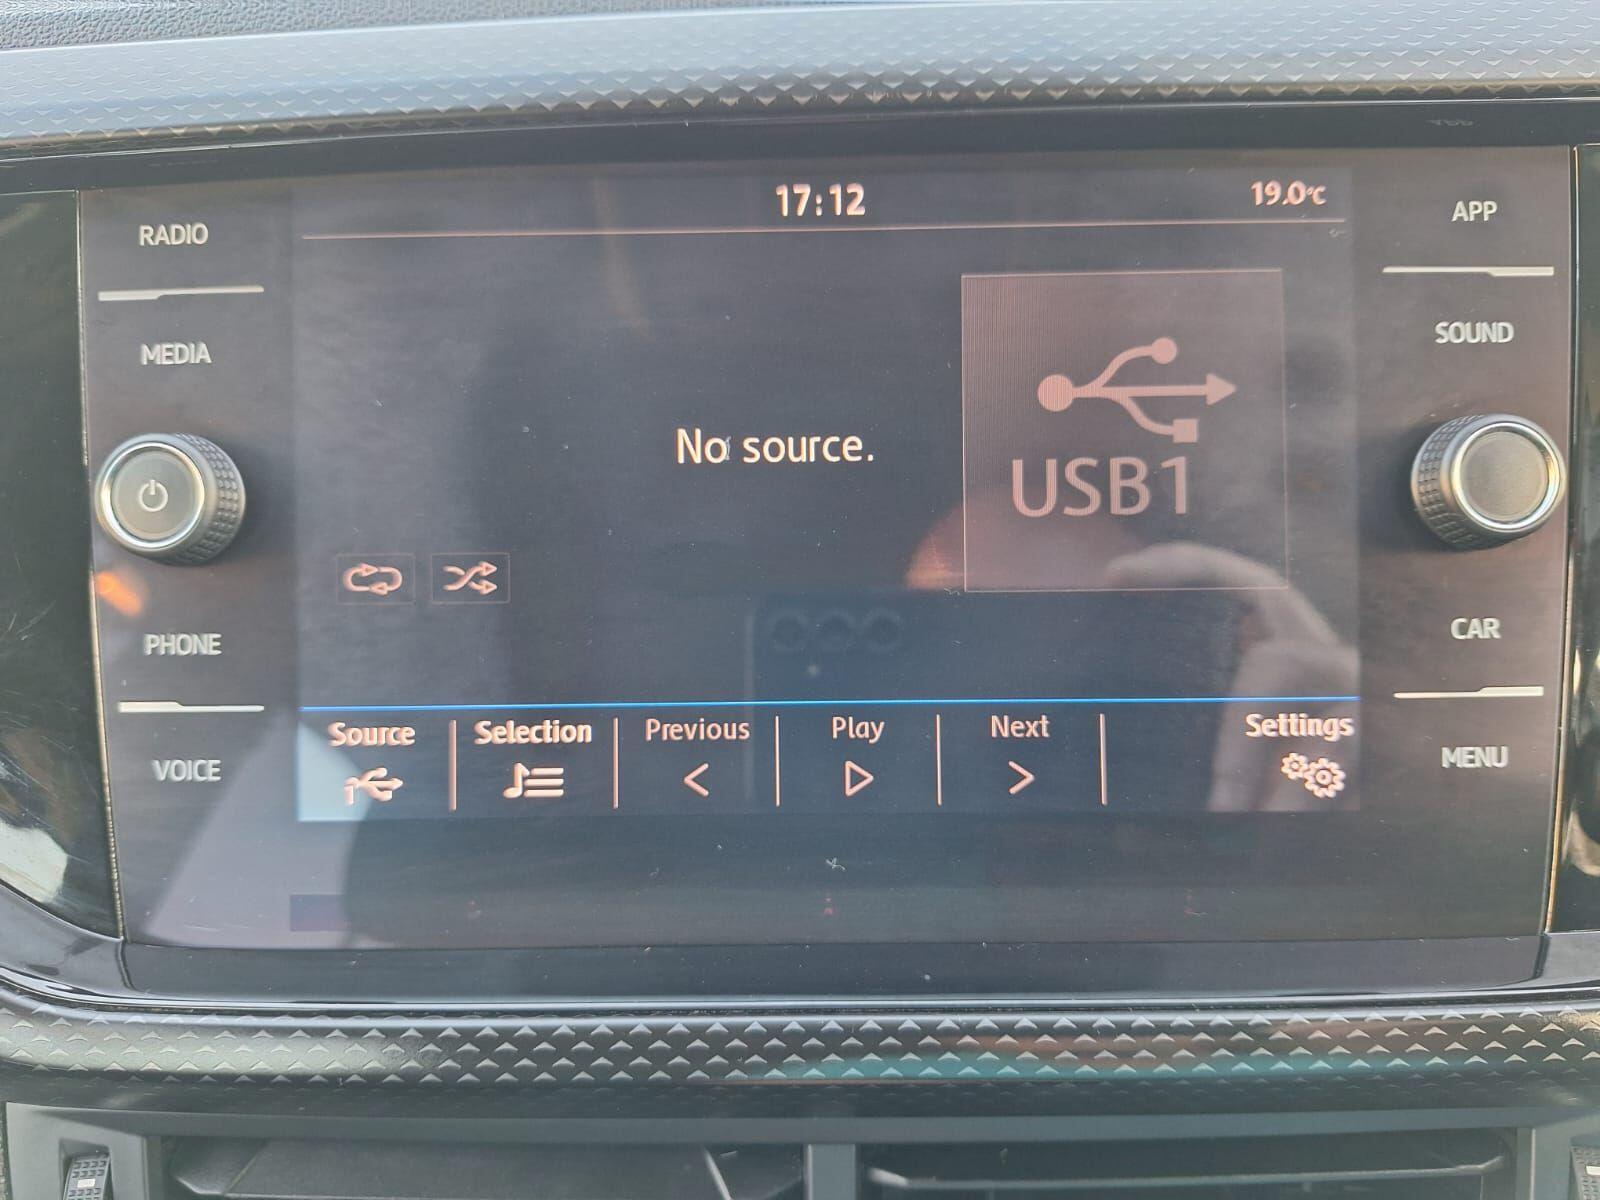 17:12
19.0°C
RADIO
MEDIA
PHONE
VOICE
No source.
USB1
Source
Selection
Previous
Play
Next
Settings
APP
SOUND
CAR
MENU